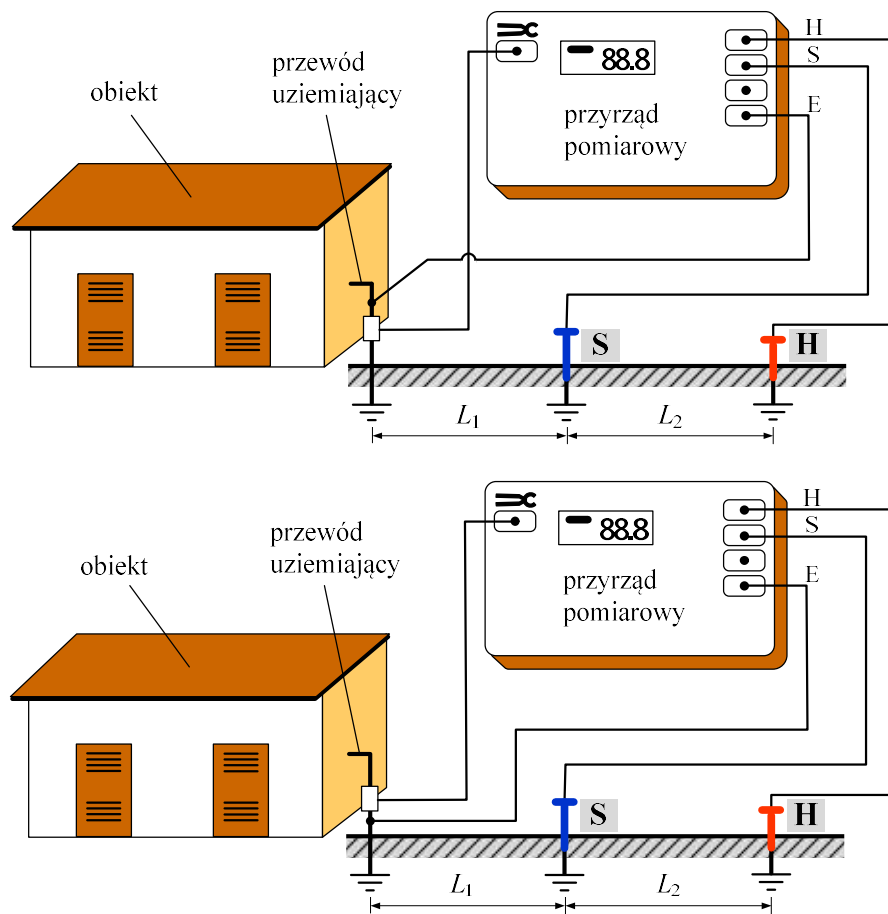 H
przewód
uziemiający
88.8
S
obiekt
przyrząd
pomiarowy
E
S
H
L1
L2
H
przewód
uziemiający
88.8
S
obiekt
przyrząd
pomiarowy
E
S
H
L1
L2